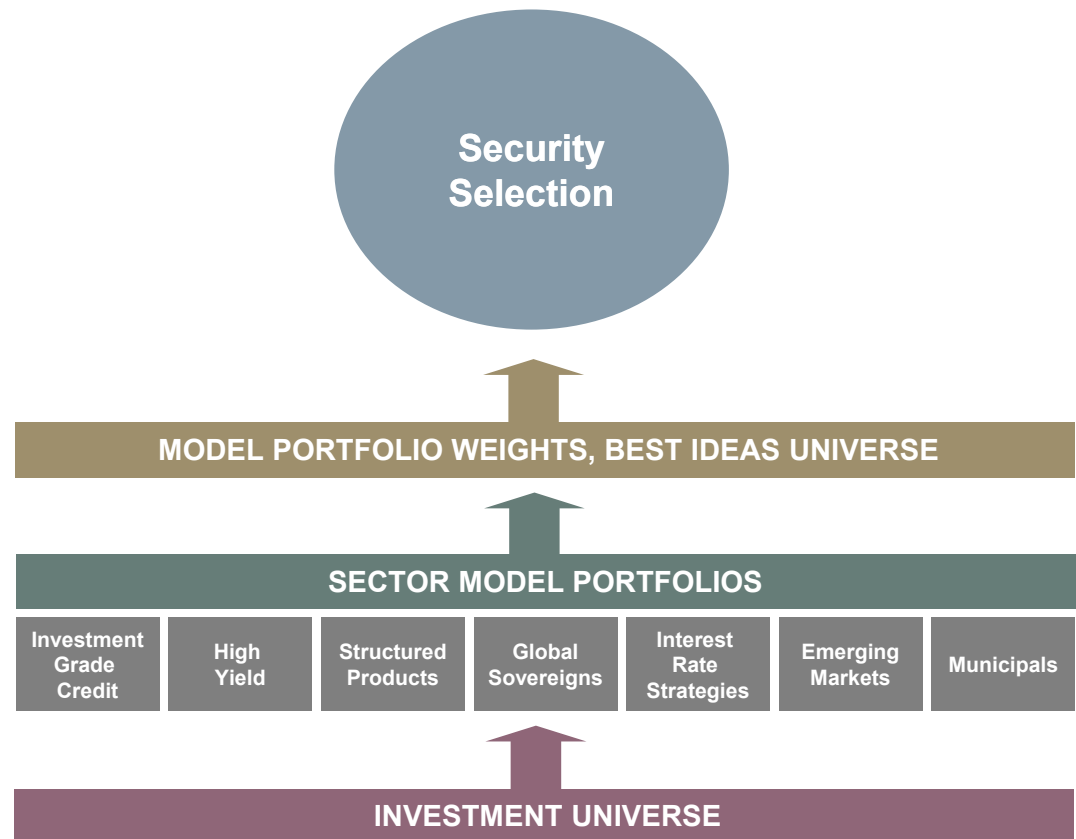 Security
Selection
MODEL PORTFOLIO WEIGHTS, BEST IDEAS UNIVERSE
SECTOR MODEL PORTFOLIOS
Investment
Grade
Credit
High
Yield
Structured
Products
Global
Sovereigns
Interest
Rate
Strategies
Emerging
Markets
Municipals
INVESTMENT UNIVERSE